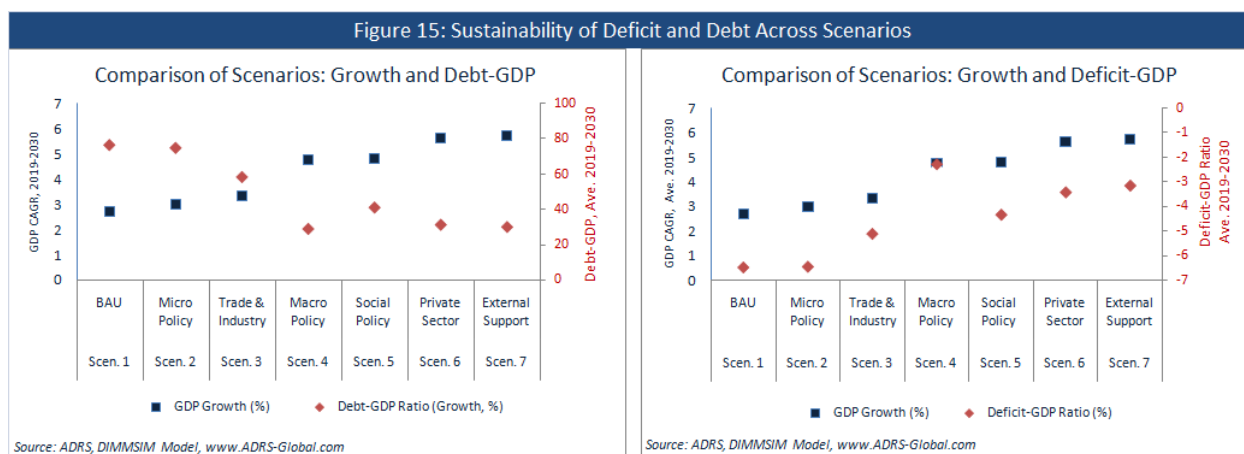 Figure 15: Sustainability of Deficit and Debt Across Scenarios
Comparison of Scenarios: Growth and Debt-GDP
GDP CAGR, 2019-2030
7
6
5
4
3
2
1
0
100
80
60
40
20
0
Debt-GDP, Ave. 2019-2030
BAU
Micro
Policy
Trade &
Industry
Macro
Policy
Social
Policy
Private
Sector
External
Support
Scen. 1
Scen. 2
Scen. 3
Scen. 4
Scen. 5
Scen. 6
Scen. 7
GDP Growth (%)
Debt-GDP Ratio (Growth, %)
Source: ADRS, DIMMSIM Model, www.ADRS-Global.com
Comparison of Scenarios: Growth and Deficit-GDP
GDP CAGR, Ave. 2019-2030
7
6
5
4
3
2
1
0
0
-1
-2
-3
-4
-5
-6
-7
Deficit-GDP Ratio
Ave. 2019-2030
BAU
Micro
Policy
Trade &
Industry
Macro
Policy
Social
Policy
Private
Sector
External
Support
Scen. 1
Scen. 2
Scen. 3
Scen. 4
Scen. 5
Scen. 6
Scen. 7
GDP Growth (%)
Deficit-GDP Ratio (%)
Source: ADRS, DIMMSIM Model, www.ADRS-Global.com